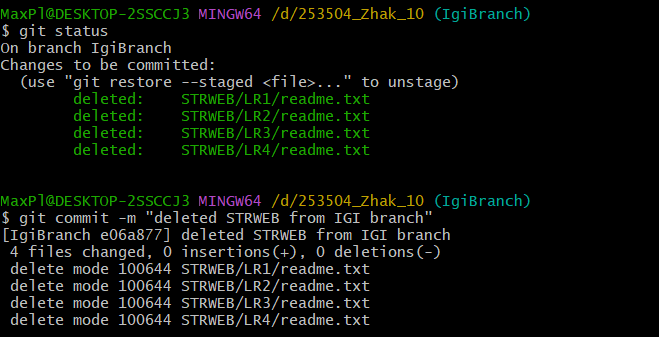 MaxPl@DESKTOP-2SSCCJ3 MINGW64 /d/253504_Zhak_10 (IgiBranch)
$ git status
On branch IgiBranch
Changes to be committed:
  (use "git restore --staged <file>..." to unstage)
        deleted:    STRWEB/LR1/readme.txt
        deleted:    STRWEB/LR2/readme.txt
        deleted:    STRWEB/LR3/readme.txt
        deleted:    STRWEB/LR4/readme.txt
MaxPl@DESKTOP-2SSCCJ3 MINGW64 /d/253504_Zhak_10 (IgiBranch)
$ git commit -m "deleted STRWEB from IGI branch"
[IgiBranch e06a877] deleted STRWEB from IGI branch
 4 files changed, 0 insertions(+), 0 deletions(-)
 delete mode 100644 STRWEB/LR1/readme.txt
 delete mode 100644 STRWEB/LR2/readme.txt
 delete mode 100644 STRWEB/LR3/readme.txt
 delete mode 100644 STRWEB/LR4/readme.txt